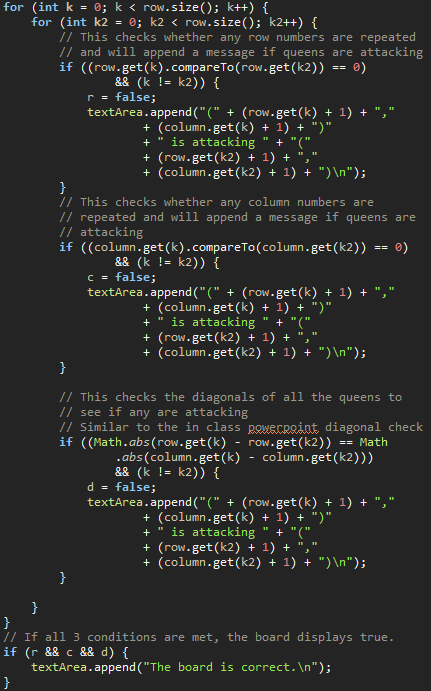 for (int k = 0; k < row.size(); k++) {
    for (int k2 = 0; k2 < row.size(); k2++) {
        // This checks whether any row numbers are repeated
        // and will append a message if queens are attacking
        if ((row.get(k).compareTo(row.get(k2)) == 0)
                && (k != k2)) {
            r = false;
            textArea.append("(" + (row.get(k) + 1) + ","
                    + (column.get(k) + 1) + ")"
                    + " is attacking " + "("
                    + (row.get(k2) + 1) + ","
                    + (column.get(k2) + 1) + ")\n");
        }
        // This checks whether any column numbers are
        // repeated and will append a message if queens are
        // attacking
        if ((column.get(k).compareTo(column.get(k2)) == 0)
                && (k != k2)) {
            c = false;
            textArea.append("(" + (row.get(k) + 1) + ","
                    + (column.get(k) + 1) + ")"
                    + " is attacking " + "("
                    + (row.get(k2) + 1) + ","
                    + (column.get(k2) + 1) + ")\n");
        }

        // This checks the diagonals of all the queens to
        // see if any are attacking
        // Similar to the in class powerpoint diagonal check
        if ((Math.abs(row.get(k) - row.get(k2)) == Math
                .abs(column.get(k) - column.get(k2)))
                && (k != k2)) {
            d = false;
            textArea.append("(" + (row.get(k) + 1) + ","
                    + (column.get(k) + 1) + ")"
                    + " is attacking " + "("
                    + (row.get(k2) + 1) + ","
                    + (column.get(k2) + 1) + ")\n");
        }

    }
}
// If all 3 conditions are met, the board displays true.
if (r && c && d) {
    textArea.append("The board is correct.\n");
}